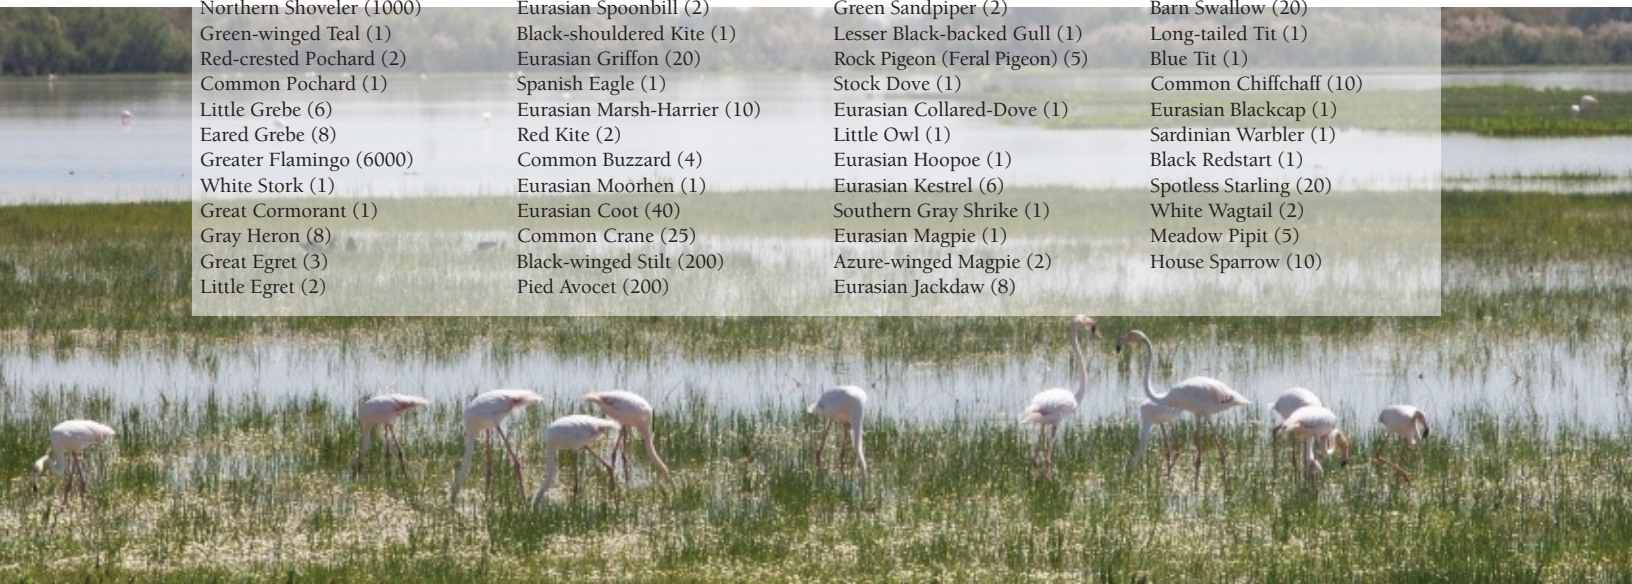 Northern Shoveler (1000)
Green-winged Teal (1)
Red-crested Pochard (2)
Common Pochard (1)
Little Grebe (6)
Eared Grebe (8)
Greater Flamingo (6000)
White Stork (1)
Great Cormorant (1)
Gray Heron (8)
Great Egret (3)
Little Egret (2)
Eurasian Spoonbill (2)
Black-shouldered Kite (1)
Eurasian Griffon (20)
Spanish Eagle (1)
Eurasian Marsh-Harrier (10)
Red Kite (2)
Common Buzzard (4)
Eurasian Moorhen (1)
Eurasian Coot (40)
Common Crane (25)
Black-winged Stilt (200)
Pied Avocet (200)
Green Sandpiper (2)
Lesser Black-backed Gull (1)
Rock Pigeon (Feral Pigeon) (5)
Stock Dove (1)
Eurasian Collared-Dove (1)
Little Owl (1)
Eurasian Hoopoe (1)
Eurasian Kestrel (6)
Southern Gray Shrike (1)
Eurasian Magpie (1)
Azure-winged Magpie (2)
Eurasian Jackdaw (8)
Barn Swallow (20)
Long-tailed Tit (1)
Blue Tit (1)
Common Chiffchaff (10)
Eurasian Blackcap (1)
Sardinian Warbler (1)
Black Redstart (1)
Spotless Starling (20)
White Wagtail (2)
Meadow Pipit (5)
House Sparrow (10)